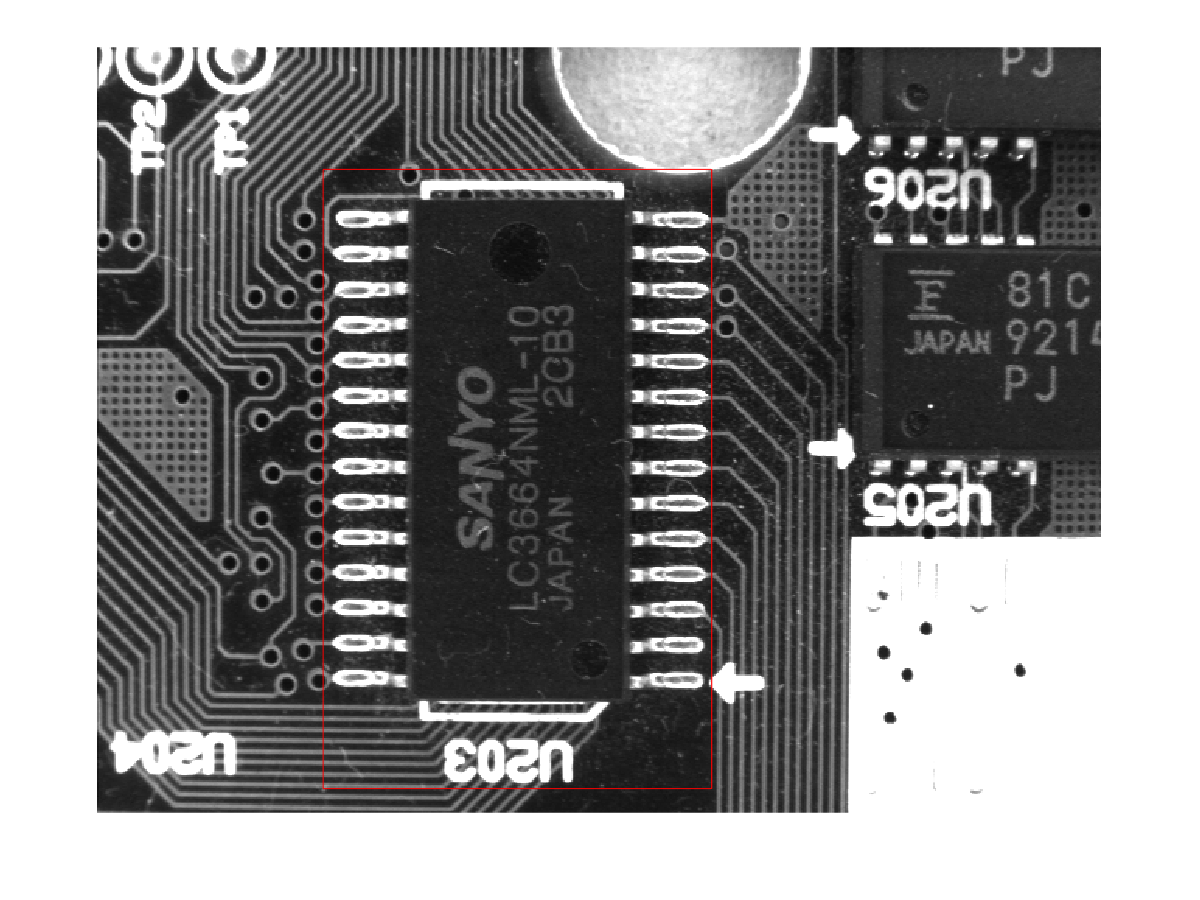 PJ
TP2
TP1
U206
81C
9214
JAPAN
PJ
SANYO
LC3664NML-10
JAPAN 2CB3
U205
U204
U203